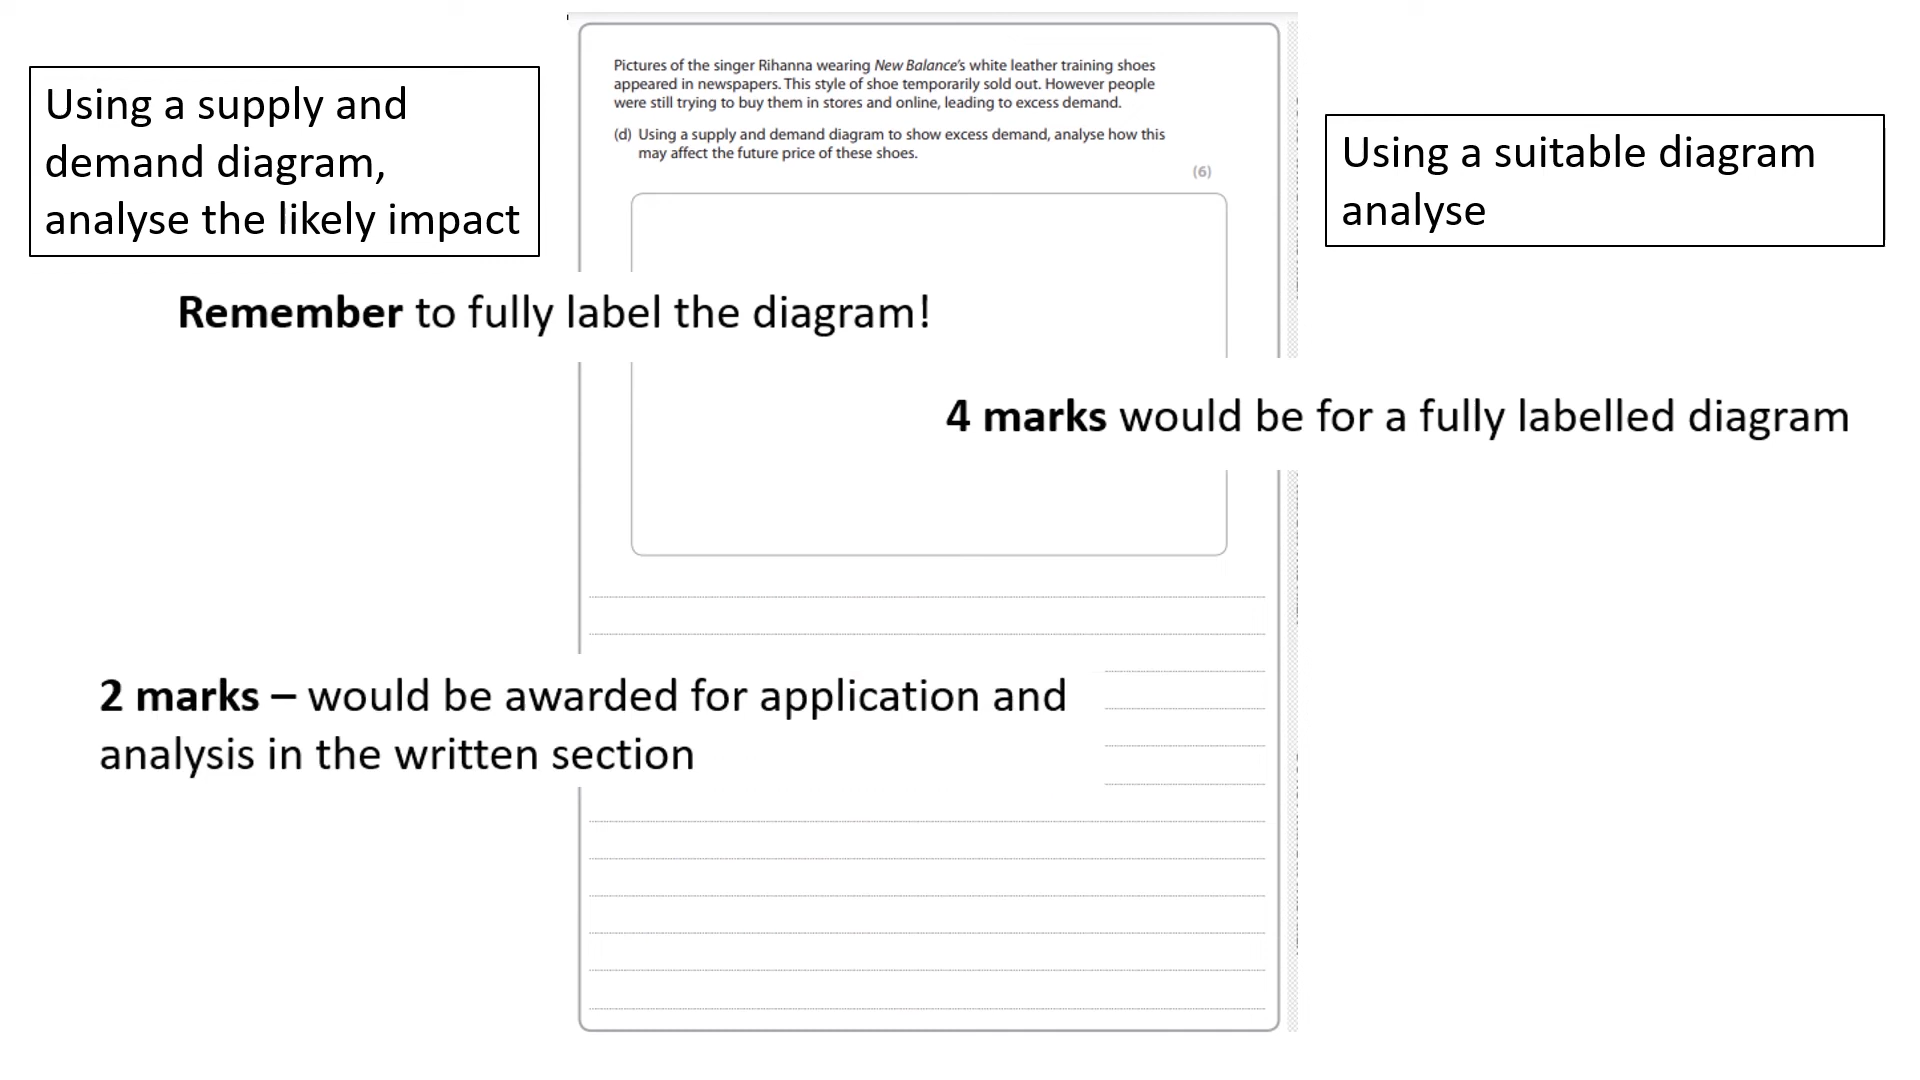 Using a supply and
demand diagram,
analyse the likely impact
Pictures of the singer Rihanna wearing New Balance's white leather training shoes
appeared in newspapers. This style of shoe temporarily sold out. However people
were still trying to buy them in stores and online, leading to excess demand.
(d) Using a supply and demand diagram to show excess demand, analyse how this
may affect the future price of these shoes.
(6)
Using a suitable diagram
analyse
Remember to fully label the diagram!
4 marks would be for a fully labelled diagram
2 marks – would be awarded for application and
analysis in the written section